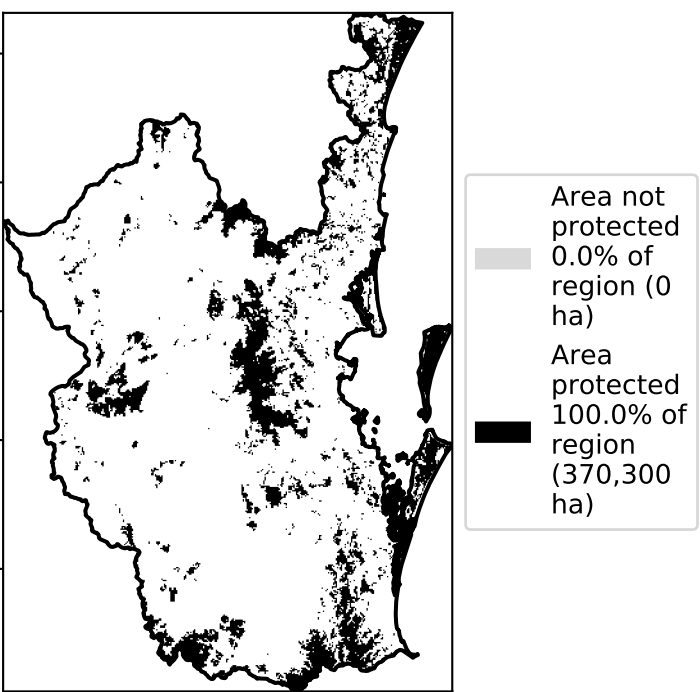 Area not
protected
0.0% of
region (0
ha)
Area
protected
100.0% of
region
(370,300
ha)